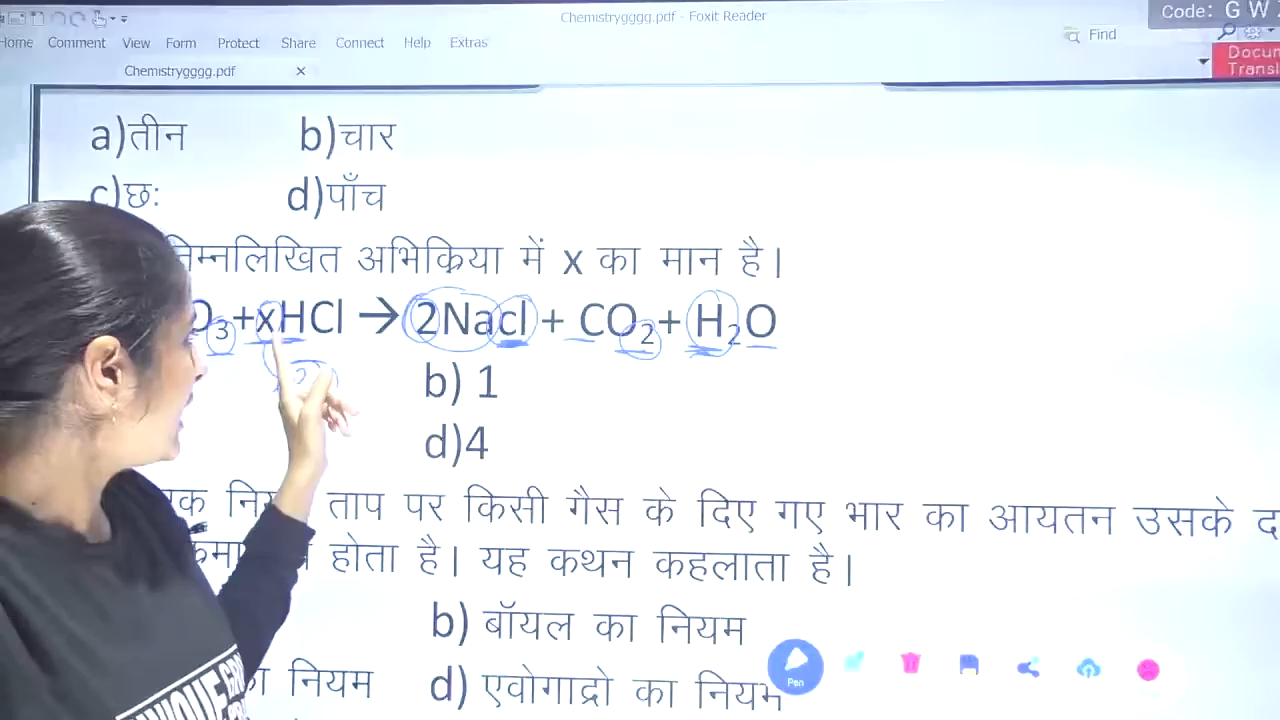 Chemistrygggg.pdf - Foxit Reader
Code: G W
Home Comment View Form Protect Share Connect Help Extras
Find
Chemistrygggg.pdf ×
Docum
Transl
a)तीन b)चार
c)छः d)पाँच
निम्नलिखित अभिक्रिया में x का मान है।
O3+xHCl → 2Nacl + CO2+ H2O
2
b) 1
d)4
ताप पर किसी गैस के दिए गए भार का आयतन उसके द
होता है। यह कथन कहलाता है।
b) बॉयल का नियम
का नियम d) एवोगाद्रो का नियम
Pen